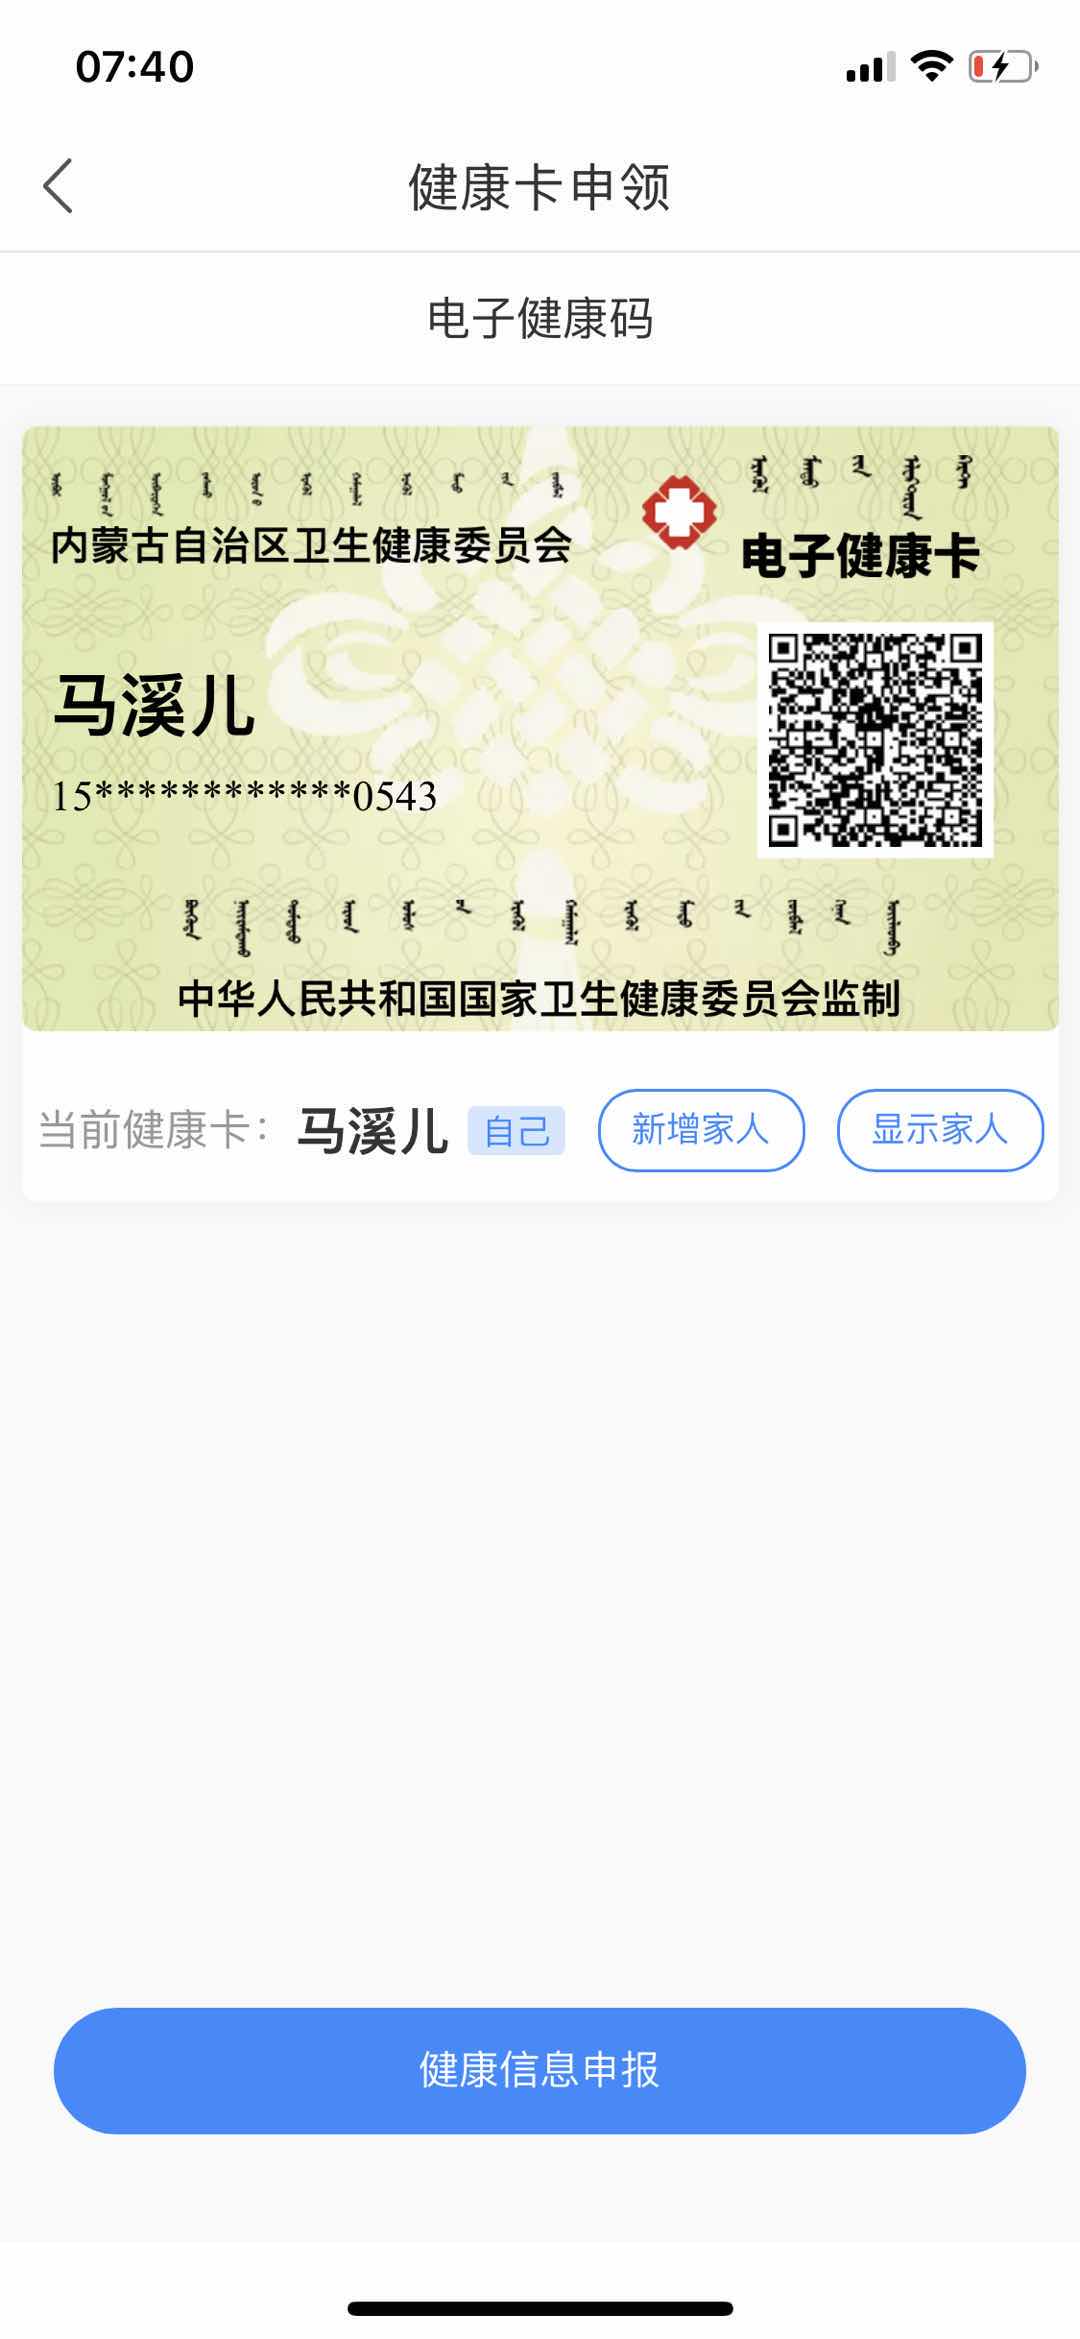 07:40
健康卡申领
电子健康码
内蒙古自治区卫生健康委员会
电子健康卡
马溪儿
15************0543
中华人民共和国国家卫生健康委员会监制
当前健康卡: 马溪儿 自己 新增家人 显示家人
健康信息申报